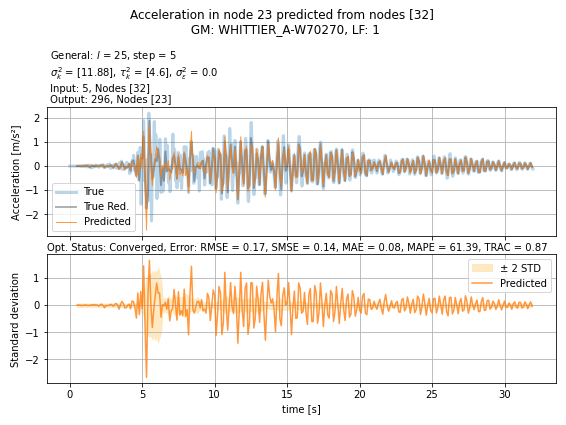 Acceleration in node 23 predicted from nodes [32]
GM: WHITTIER_A-W70270, LF: 1
General: l = 25, step = 5
σ²ₖ = [11.88], τ²ₖ = [4.6], σ²ε = 0.0
Input: 5, Nodes [32]
Output: 296, Nodes [23]
Acceleration [m/s²]
2
1
0
−1
−2
True
True Red.
Predicted
Opt. Status: Converged, Error: RMSE = 0.17, SMSE = 0.14, MAE = 0.08, MAPE = 61.39, TRAC = 0.87
Standard deviation
1
0
−1
−2
± 2 STD
Predicted
0 5 10 15 20 25 30
time [s]